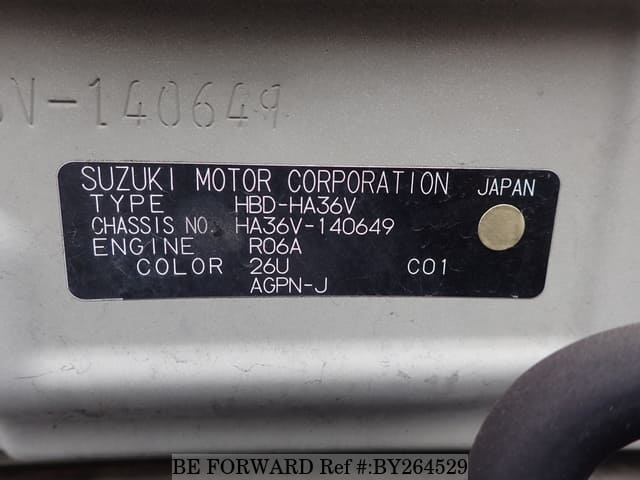 V-140649
SUZUKI MOTOR CORPORATION JAPAN
TYPE HBD-HA36V
CHASSIS NO. HA36V-140649
ENGINE R06A
COLOR 26U C01
AGPN-J
BE FORWARD Ref #:BY264529